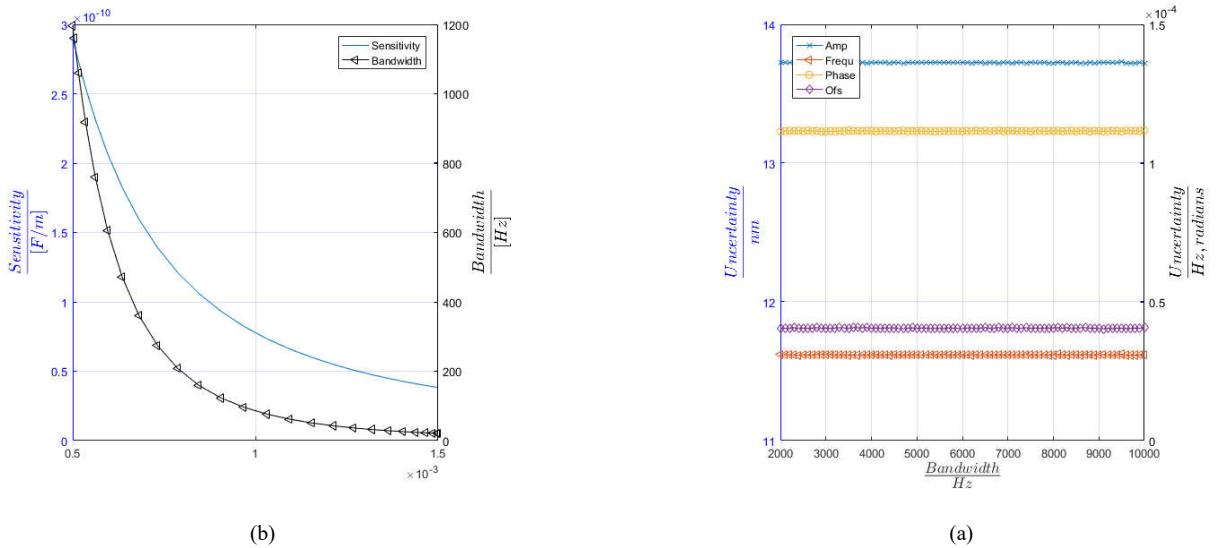 ×10⁻¹⁰
3
2.5
2
1.5
1
0.5
0
Sensitivity
[F/m]
Sensitivity
Bandwidth
1200
1000
800
600
400
200
0
Bandwidth
[Hz]
0.5
1
1.5
×10⁻³
(b)
14
13
12
11
Uncertainty
nm
Amp
Frequ
Phase
Ofs
×10⁻⁴
1.5
1
0.5
0
Uncertainty
Hz, radians
2000 3000 4000 5000 6000 7000 8000 9000 10000
Bandwidth
Hz
(a)